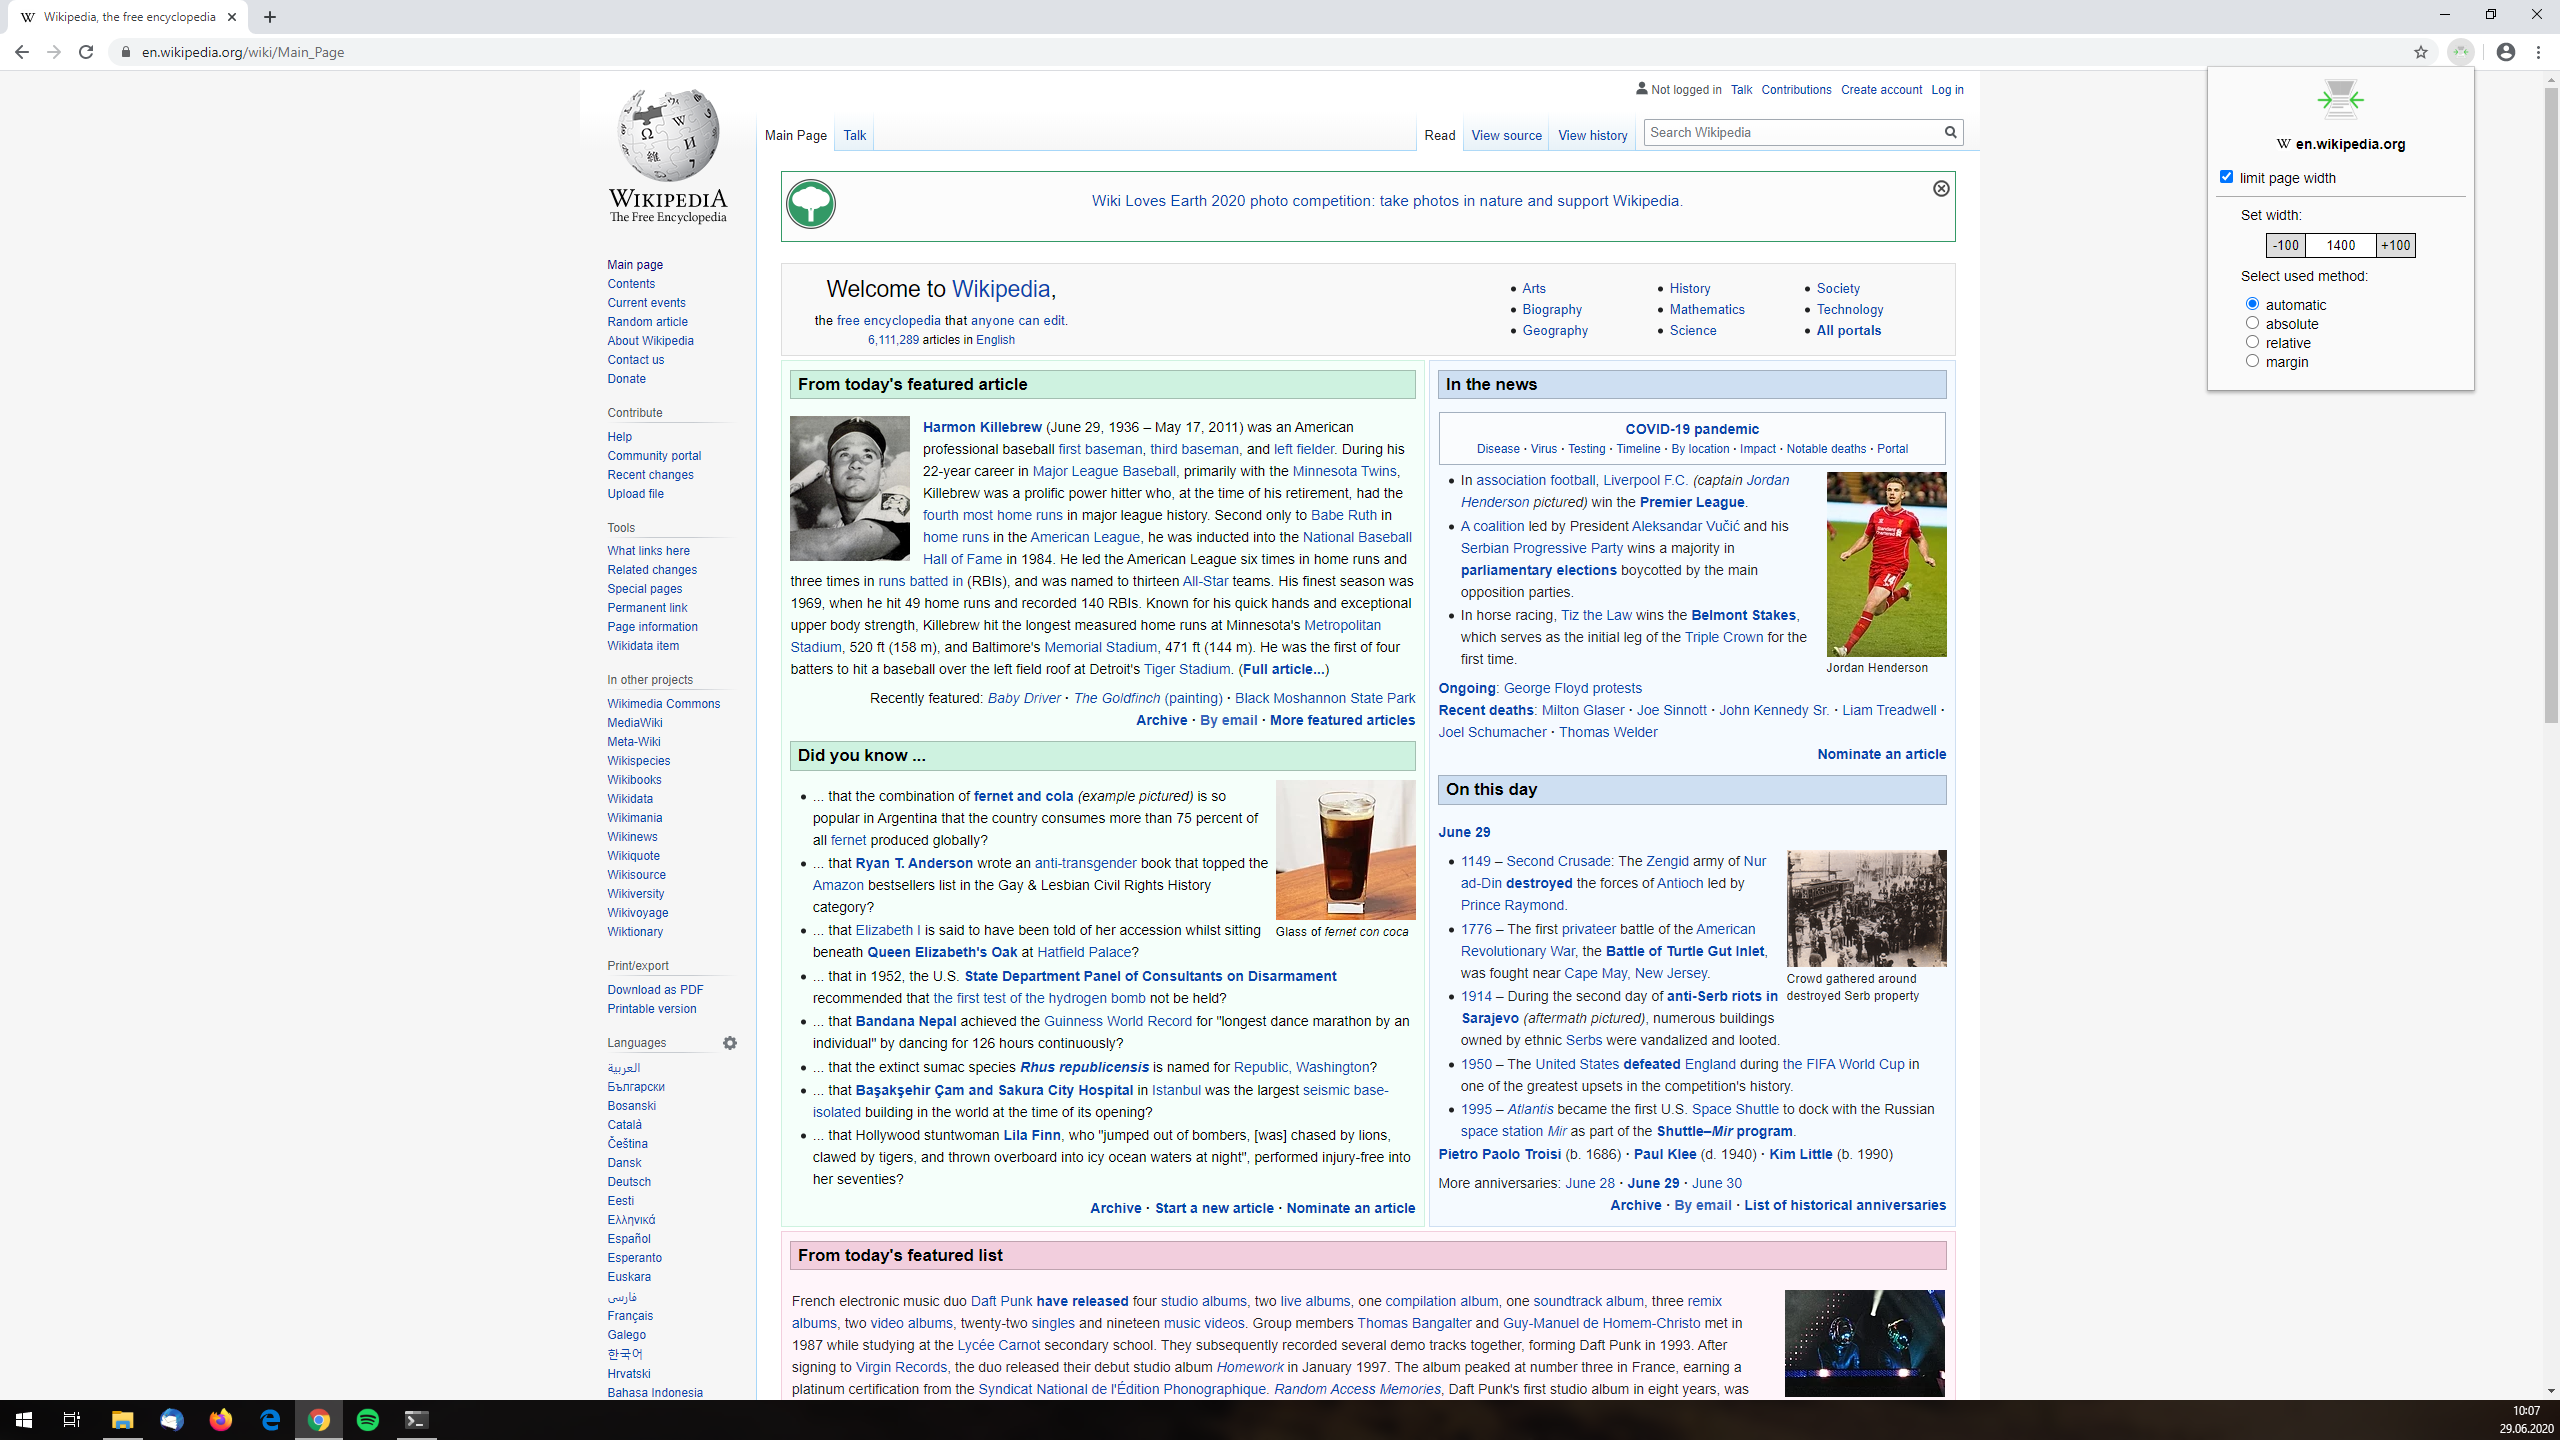 Wikipedia, the free encyclopedia
en.wikipedia.org/wiki/Main_Page
Not logged in Talk Contributions Create account Log in
Main Page Talk
Read View source View history Search Wikipedia
WIKIPEDIA
The Free Encyclopedia
Main page
Contents
Current events
Random article
About Wikipedia
Contact us
Donate
Contribute
Help
Community portal
Recent changes
Upload file
Tools
What links here
Related changes
Special pages
Permanent link
Page information
Wikidata item
In other projects
Wikimedia Commons
MediaWiki
Meta-Wiki
Wikispecies
Wikibooks
Wikidata
Wikimania
Wikinews
Wikiquote
Wikisource
Wikiversity
Wikivoyage
Wiktionary
Print/export
Download as PDF
Printable version
Languages
العربية
Български
Bosanski
Català
Čeština
Dansk
Deutsch
Eesti
Ελληνικά
Español
Esperanto
Euskara
فارسی
Français
Galego
한국어
Hrvatski
Bahasa Indonesia
Wiki Loves Earth 2020 photo competition: take photos in nature and support Wikipedia.
Welcome to Wikipedia,
the free encyclopedia that anyone can edit.
6,111,289 articles in English
Arts
Biography
Geography
History
Mathematics
Science
Society
Technology
All portals
From today's featured article
Harmon Killebrew (June 29, 1936 – May 17, 2011) was an American
professional baseball first baseman, third baseman, and left fielder. During his
22-year career in Major League Baseball, primarily with the Minnesota Twins,
Killebrew was a prolific power hitter who, at the time of his retirement, had the
fourth most home runs in major league history. Second only to Babe Ruth in
home runs in the American League, he was inducted into the National Baseball
Hall of Fame in 1984. He led the American League six times in home runs and
three times in runs batted in (RBIs), and was named to thirteen All-Star teams. His finest season was
1969, when he hit 49 home runs and recorded 140 RBIs. Known for his quick hands and exceptional
upper body strength, Killebrew hit the longest measured home runs at Minnesota's Metropolitan
Stadium, 520 ft (158 m), and Baltimore's Memorial Stadium, 471 ft (144 m). He was the first of four
batters to hit a baseball over the left field roof at Detroit's Tiger Stadium. (Full article...)
Recently featured: Baby Driver · The Goldfinch (painting) · Black Moshannon State Park
Archive · By email · More featured articles
Did you know ...
... that the combination of fernet and cola (example pictured) is so
popular in Argentina that the country consumes more than 75 percent of
all fernet produced globally?
... that Ryan T. Anderson wrote an anti-transgender book that topped the
Amazon bestsellers list in the Gay & Lesbian Civil Rights History
category?
... that Elizabeth I is said to have been told of her accession whilst sitting
beneath Queen Elizabeth's Oak at Hatfield Palace?
Glass of fernet con coca
... that in 1952, the U.S. State Department Panel of Consultants on Disarmament
recommended that the first test of the hydrogen bomb not be held?
... that Bandana Nepal achieved the Guinness World Record for "longest dance marathon by an
individual" by dancing for 126 hours continuously?
... that the extinct sumac species Rhus republicensis is named for Republic, Washington?
... that Başakşehir Çam and Sakura City Hospital in Istanbul was the largest seismic base-
isolated building in the world at the time of its opening?
... that Hollywood stuntwoman Lila Finn, who "jumped out of bombers, [was] chased by lions,
clawed by tigers, and thrown overboard into icy ocean waters at night", performed injury-free into
her seventies?
Archive · Start a new article · Nominate an article
In the news
COVID-19 pandemic
Disease · Virus · Testing · Timeline · By location · Impact · Notable deaths · Portal
In association football, Liverpool F.C. (captain Jordan
Henderson pictured) win the Premier League.
A coalition led by President Aleksandar Vučić and his
Serbian Progressive Party wins a majority in
parliamentary elections boycotted by the main
opposition parties.
In horse racing, Tiz the Law wins the Belmont Stakes,
which serves as the initial leg of the Triple Crown for the
first time.
Jordan Henderson
Ongoing: George Floyd protests
Recent deaths: Milton Glaser · Joe Sinnott · John Kennedy Sr. · Liam Treadwell ·
Joel Schumacher · Thomas Welder
Nominate an article
On this day
June 29
1149 – Second Crusade: The Zengid army of Nur
ad-Din destroyed the forces of Antioch led by
Prince Raymond.
1776 – The first privateer battle of the American
Revolutionary War, the Battle of Turtle Gut Inlet,
was fought near Cape May, New Jersey.
1914 – During the second day of anti-Serb riots in
Sarajevo (aftermath pictured), numerous buildings
owned by ethnic Serbs were vandalized and looted.
Crowd gathered around
destroyed Serb property
1950 – The United States defeated England during the FIFA World Cup in
one of the greatest upsets in the competition's history.
1995 – Atlantis became the first U.S. Space Shuttle to dock with the Russian
space station Mir as part of the Shuttle–Mir program.
Pietro Paolo Troisi (b. 1686) · Paul Klee (d. 1940) · Kim Little (b. 1990)
More anniversaries: June 28 · June 29 · June 30
Archive · By email · List of historical anniversaries
From today's featured list
French electronic music duo Daft Punk have released four studio albums, two live albums, one compilation album, one soundtrack album, three remix
albums, two video albums, twenty-two singles and nineteen music videos. Group members Thomas Bangalter and Guy-Manuel de Homem-Christo met in
1987 while studying at the Lycée Carnot secondary school. They subsequently recorded several demo tracks together, forming Daft Punk in 1993. After
signing to Virgin Records, the duo released their debut studio album Homework in January 1997. The album peaked at number three in France, earning a
platinum certification from the Syndicat National de l'Édition Phonographique. Random Access Memories, Daft Punk's first studio album in eight years, was
en.wikipedia.org
limit page width
Set width:
-100 1400 +100
Select used method:
automatic
absolute
relative
margin
10:07
29.06.2020